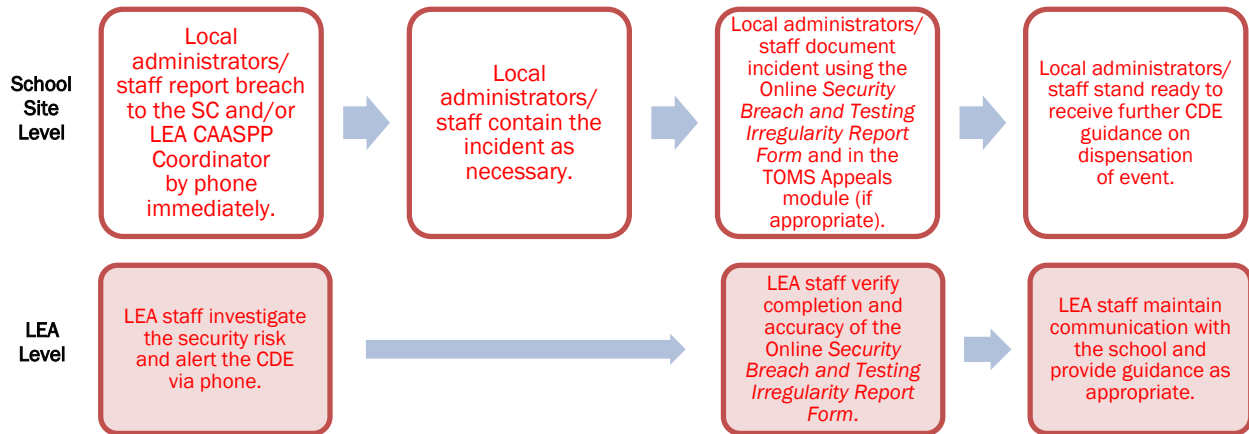 School
Site
Level
Local
administrators/
staff report breach
to the SC and/or
LEA CAASPP
Coordinator
by phone
immediately.
Local
administrators/
staff contain the
incident as
necessary.
Local administrators/
staff document
incident using the
Online Security
Breach and Testing
Irregularity Report
Form and in the
TOMS Appeals
module (if
appropriate).
Local administrators/
staff stand ready to
receive further CDE
guidance on
dispensation
of event.
LEA
Level
LEA staff investigate
the security risk
and alert the CDE
via phone.
LEA staff verify
completion and
accuracy of the
Online Security
Breach and Testing
Irregularity Report
Form.
LEA staff maintain
communication with
the school and
provide guidance as
appropriate.